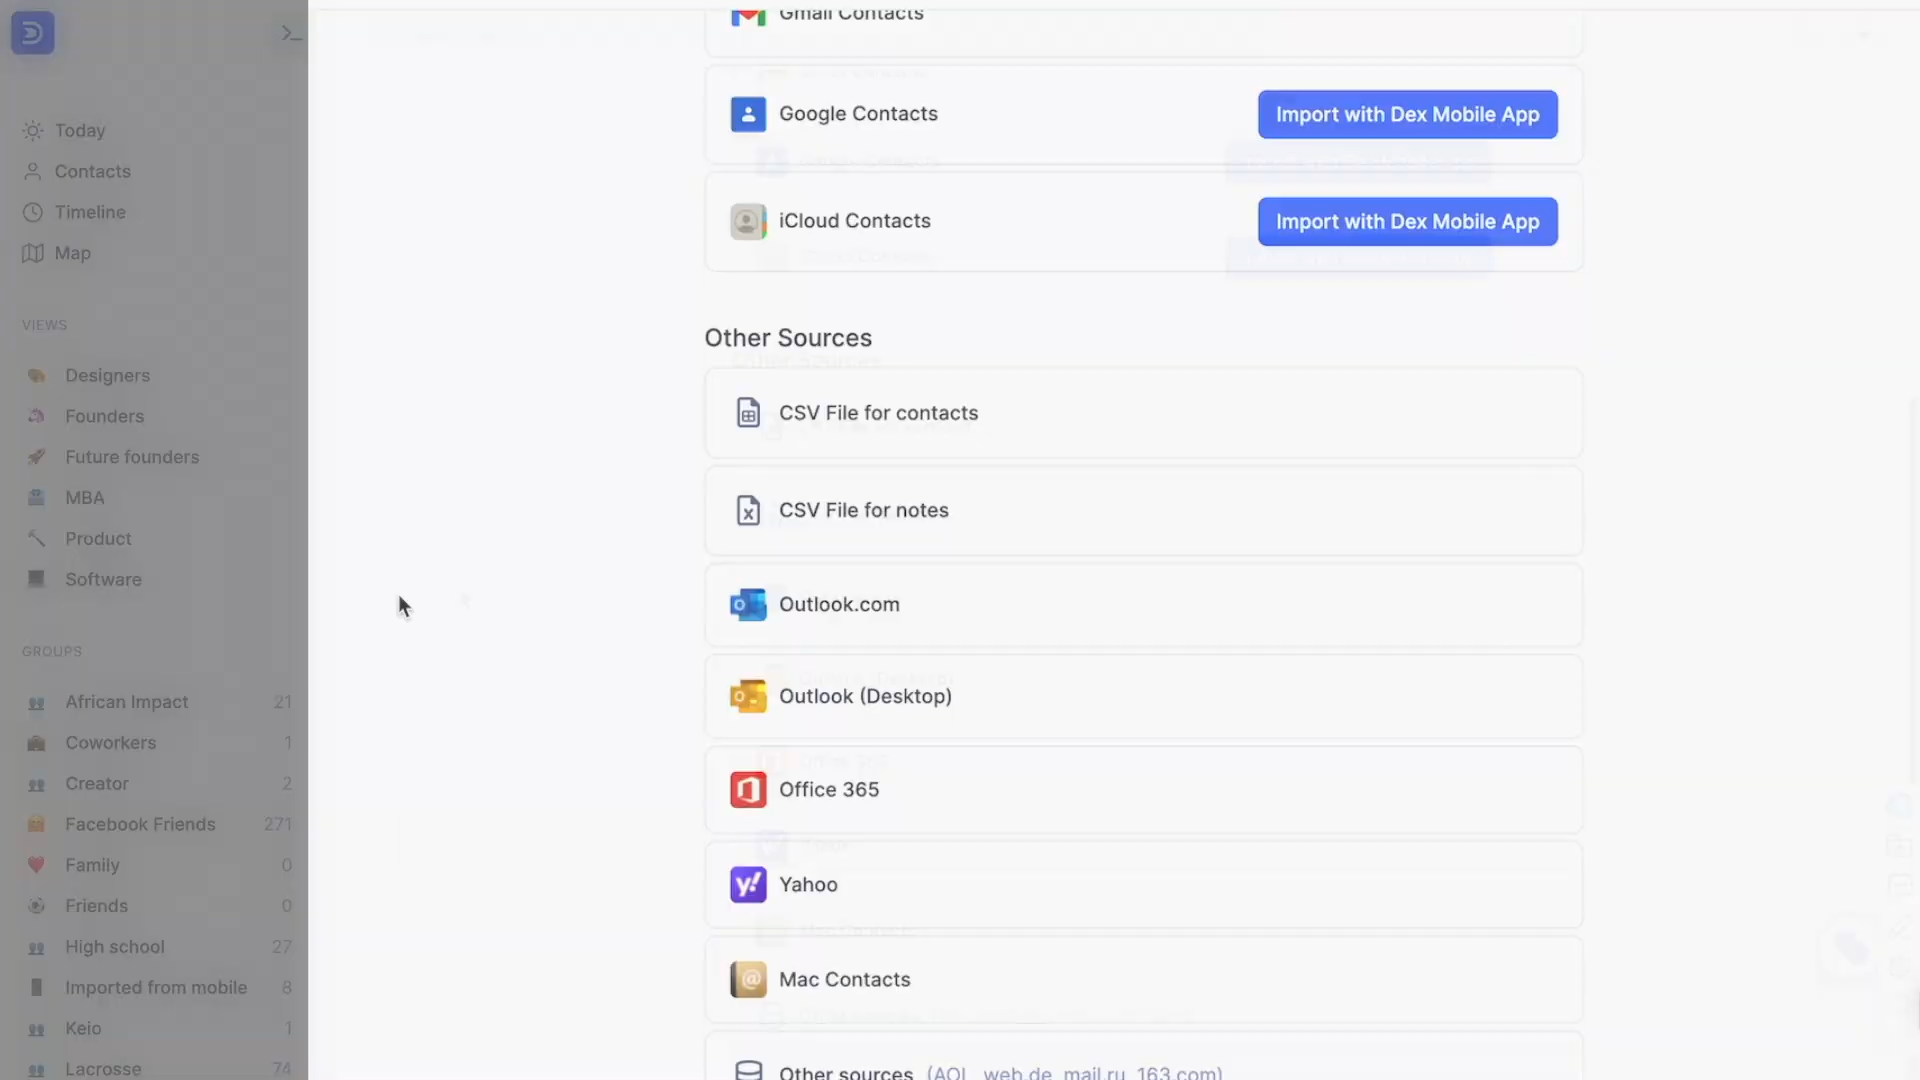 Today
Contacts
Timeline
Map
VIEWS
Designers
Founders
Future founders
MBA
Product
Software
GROUPS
African Impact 21
Coworkers 1
Creator 2
Facebook Friends 271
Family 0
Friends 0
High school 27
Imported from mobile 8
Keio 1
Lacrosse 74
Gmail Contacts
Google Contacts
Import with Dex Mobile App
iCloud Contacts
Import with Dex Mobile App
Other Sources
CSV File for contacts
CSV File for notes
Outlook.com
Outlook (Desktop)
Office 365
Yahoo
Mac Contacts
Other sources (AOL, web.de, mail.ru, 163.com)